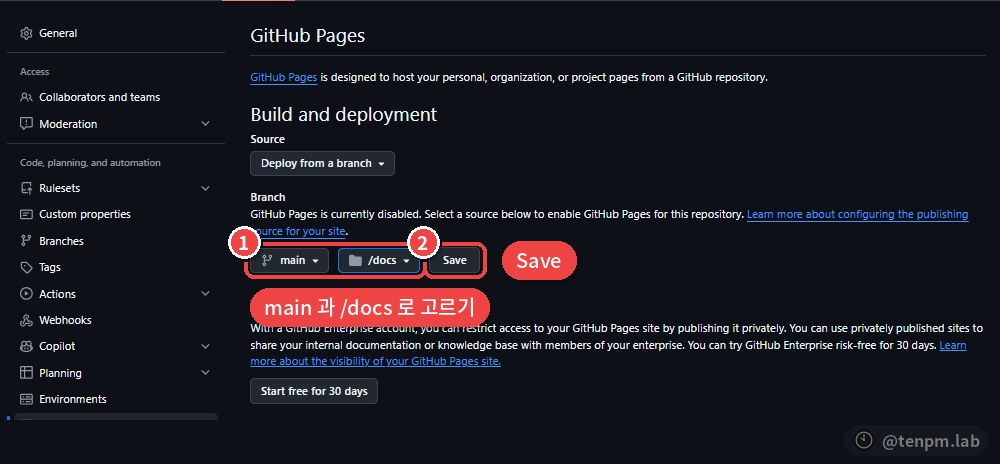 General
Access
Collaborators and teams
Moderation
Code, planning, and automation
Rulesets
Custom properties
Branches
Tags
Actions
Webhooks
Copilot
Planning
Environments
GitHub Pages
GitHub Pages is designed to host your personal, organization, or project pages from a GitHub repository.
Build and deployment
Source
Deploy from a branch
Branch
GitHub Pages is currently disabled. Select a source below to enable GitHub Pages for this repository. Learn more about configuring the publishing
source for your site.
1
2
main
/docs
Save
Save
main 과 /docs 로 고르기
With a GitHub Enterprise account, you can restrict access to your GitHub Pages site by publishing it privately. You can use privately published sites to
share your internal documentation or knowledge base with members of your enterprise. You can try GitHub Enterprise risk-free for 30 days. Learn
more about the visibility of your GitHub Pages site.
Start free for 30 days
@tenpm.lab